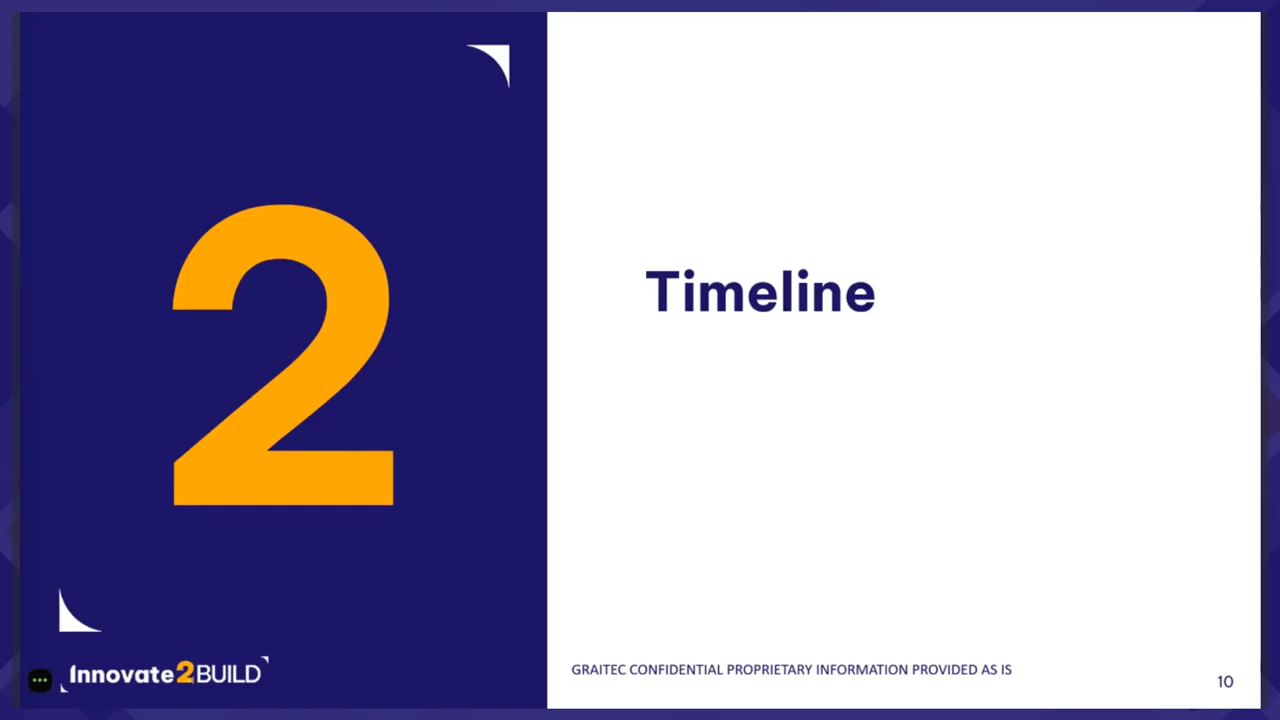 2
Timeline
Innovate2BUILD
GRAITEC CONFIDENTIAL PROPRIETARY INFORMATION PROVIDED AS IS
10